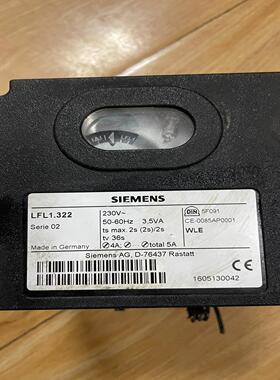 SIEMENS
LFL1.322
Serie 02
Made in Germany
230V~
50-60Hz 3,5VA
ts max. 2s (2s)/2s
tv 36s
4A; total 5A
DIN 5F091
CE-0085AP0001
WLE
Siemens AG, D-76437 Rastatt
1605130042